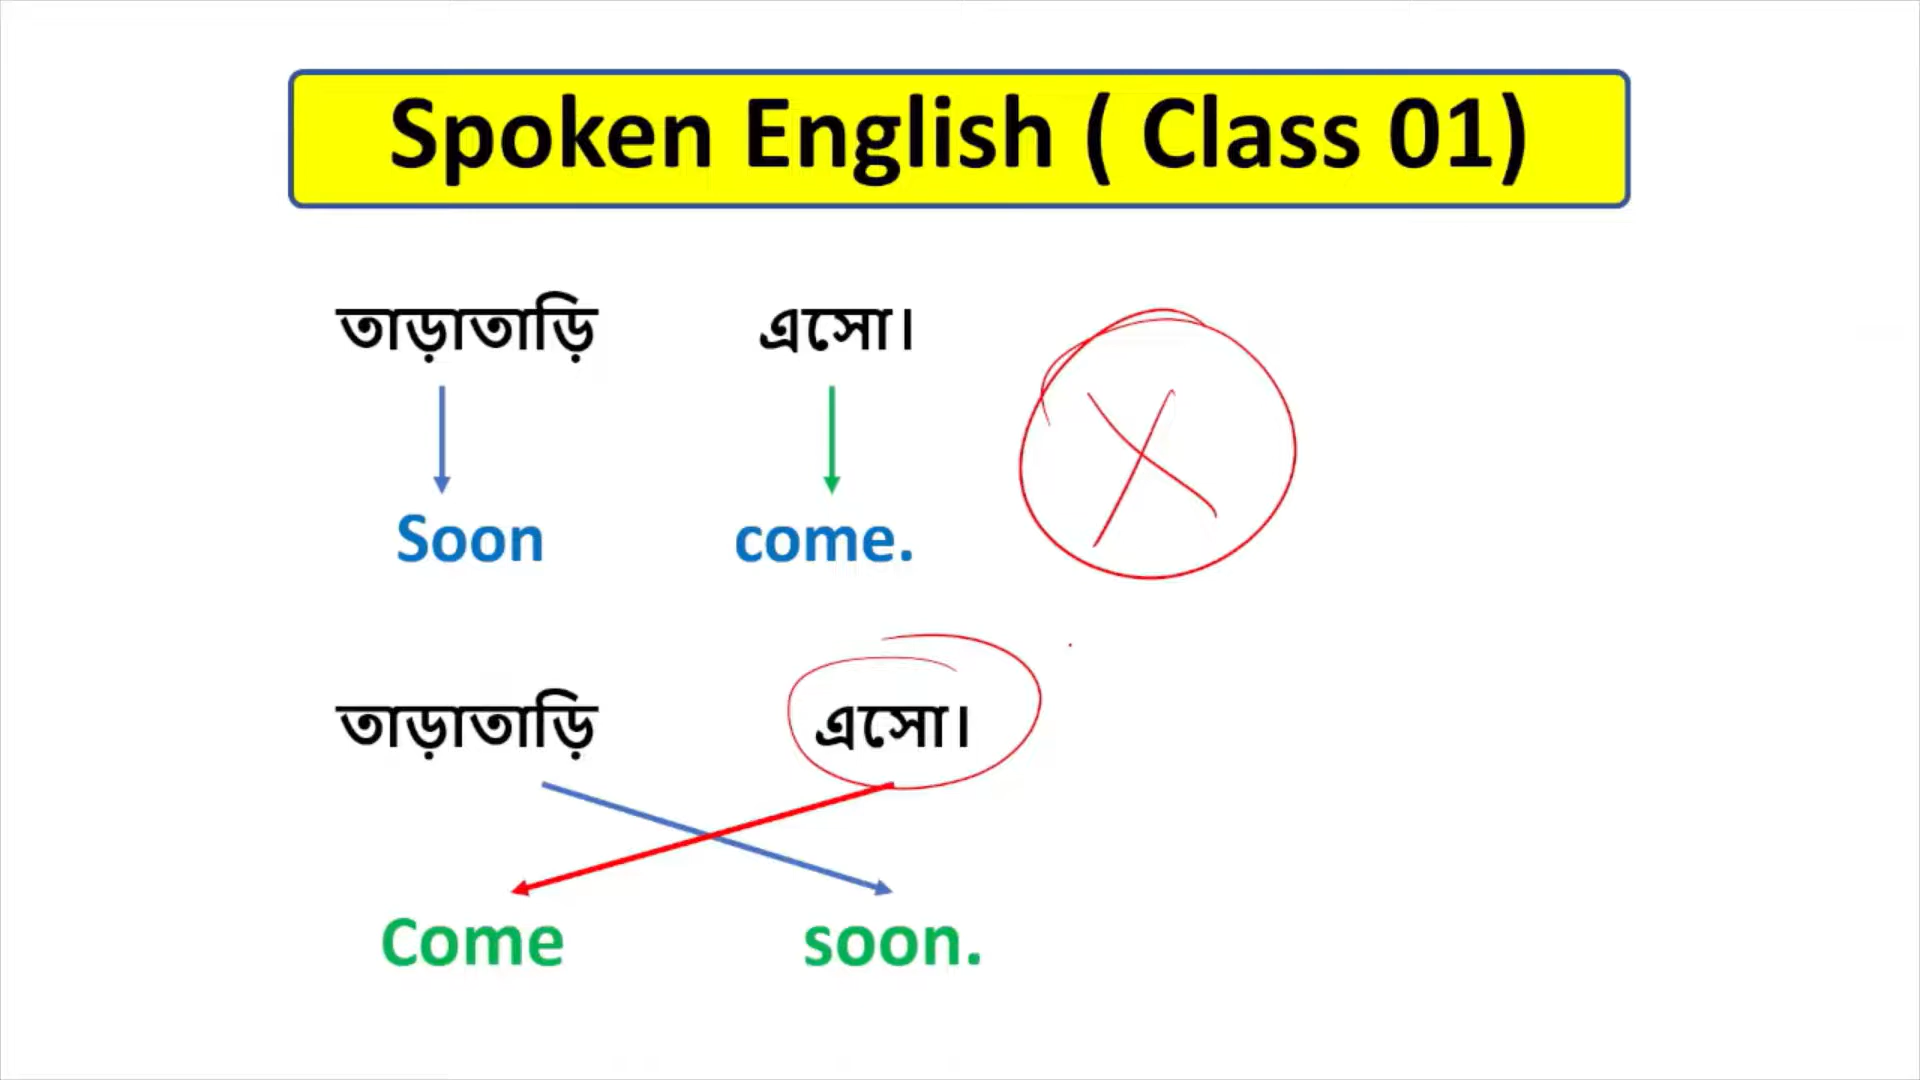 Spoken English ( Class 01)
তাড়াতাড়ি এসো।
Soon come.
তাড়াতাড়ি এসো।
Come soon.